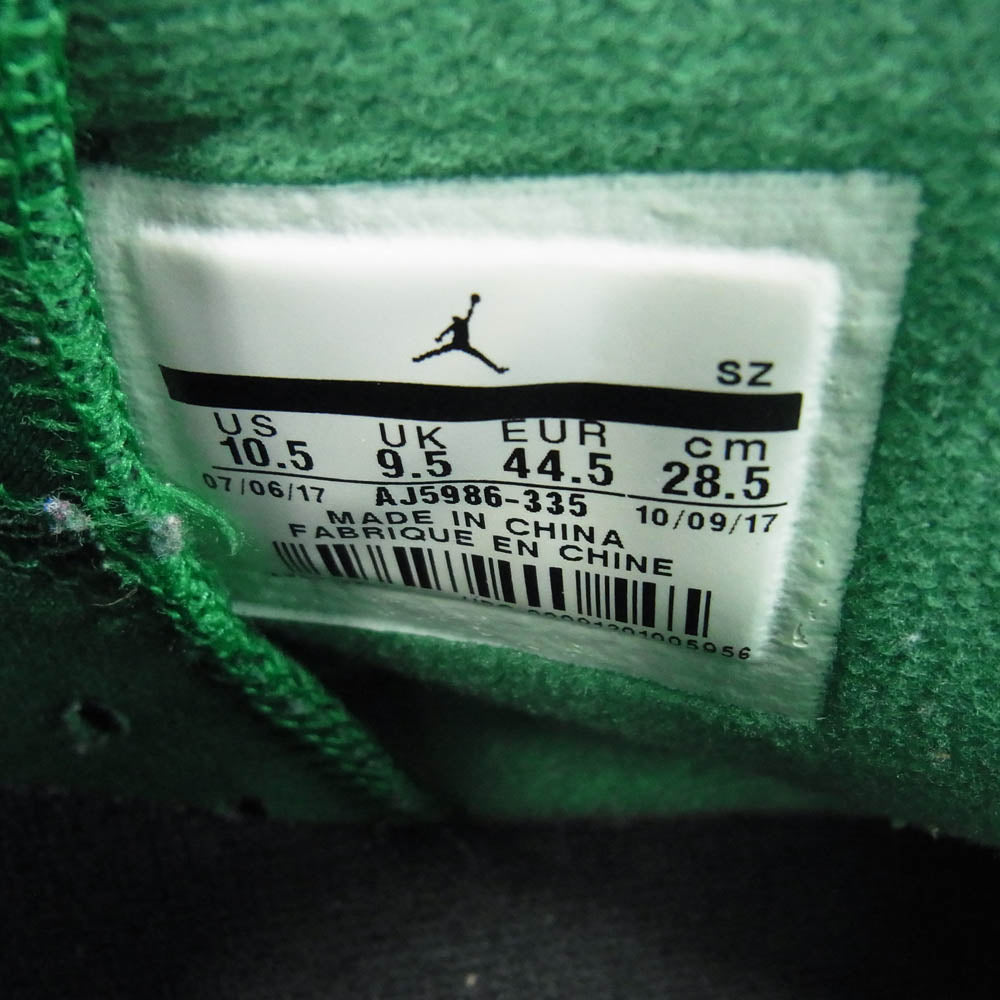 SZ
US UK EUR cm
10.5 9.5 44.5 28.5
07/06/17 AJ5986-335 10/09/17
MADE IN CHINA
FABRIQUE EN CHINE